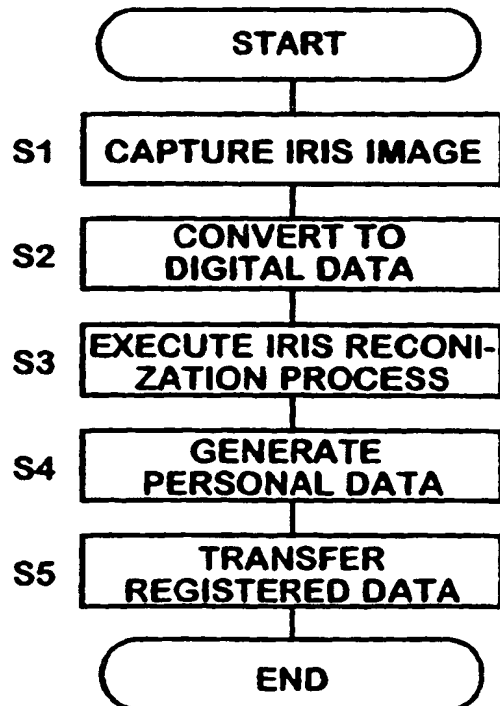 START
S1 CAPTURE IRIS IMAGE
S2 CONVERT TO
DIGITAL DATA
S3 EXECUTE IRIS RECONI-
ZATION PROCESS
S4 GENERATE
PERSONAL DATA
S5 TRANSFER
REGISTERED DATA
END